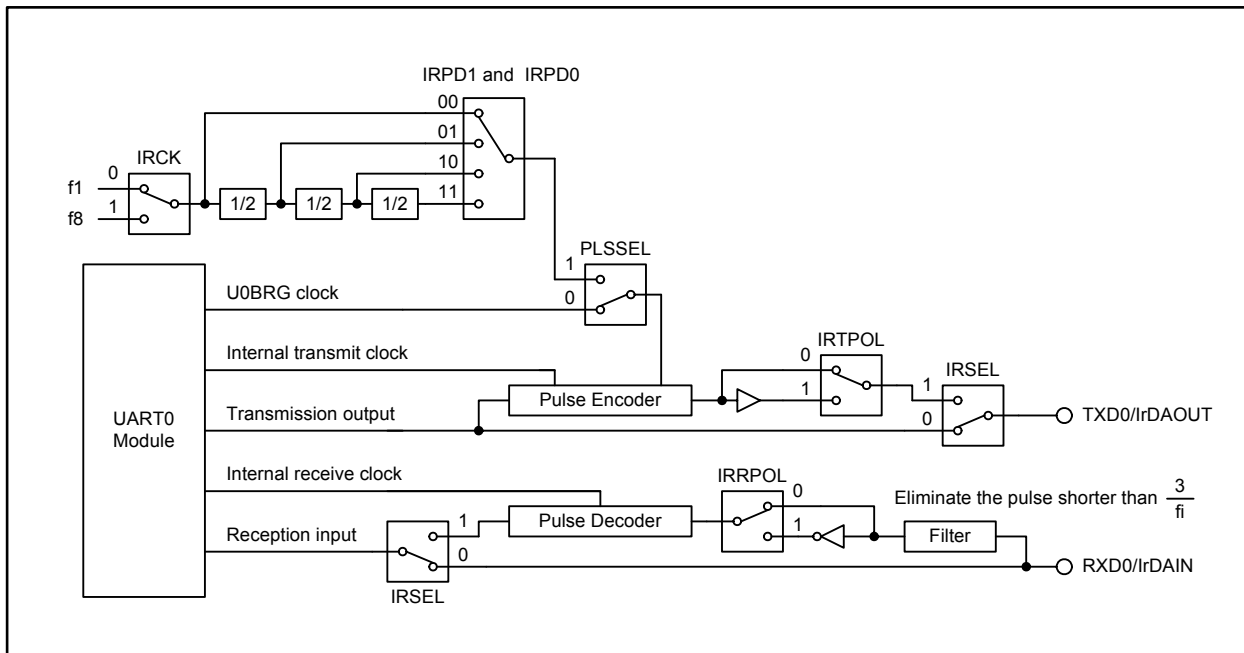 IRPD1 and IRPD0
00
01
10
11
IRCK
0
f1
1
f8
1/2
1/2
1/2
PLSSEL
1
0
U0BRG clock
Internal transmit clock
IRTPOL
0
1
IRSEL
1
0
Pulse Encoder
Transmission output
TXD0/IrDAOUT
UART0
Module
Internal receive clock
IRRPOL
0
1
Eliminate the pulse shorter than 3
fi
Pulse Decoder
Filter
Reception input
1
0
IRSEL
RXD0/IrDAIN